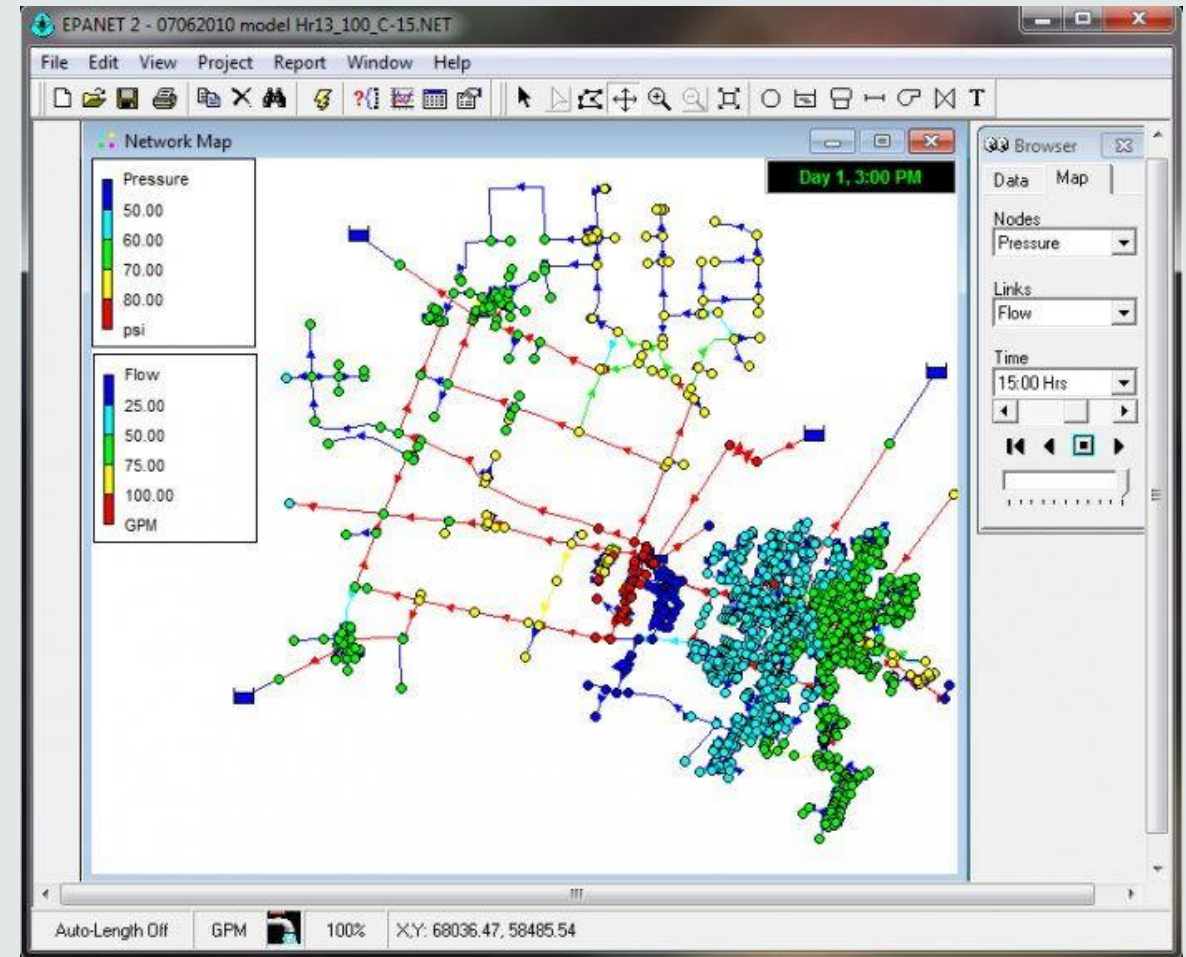 EPANET 2 - 07062010 model Hr13_100_C-15.NET
File Edit View Project Report Window Help
T
Network Map
Day 1, 3:00 PM
Pressure
50.00
60.00
70.00
80.00
psi
Flow
25.00
50.00
75.00
100.00
GPM
Browser
Data Map
Nodes
Pressure
Links
Flow
Time
15:00 Hrs
Auto-Length Off GPM 100% X,Y: 68036.47, 58485.54